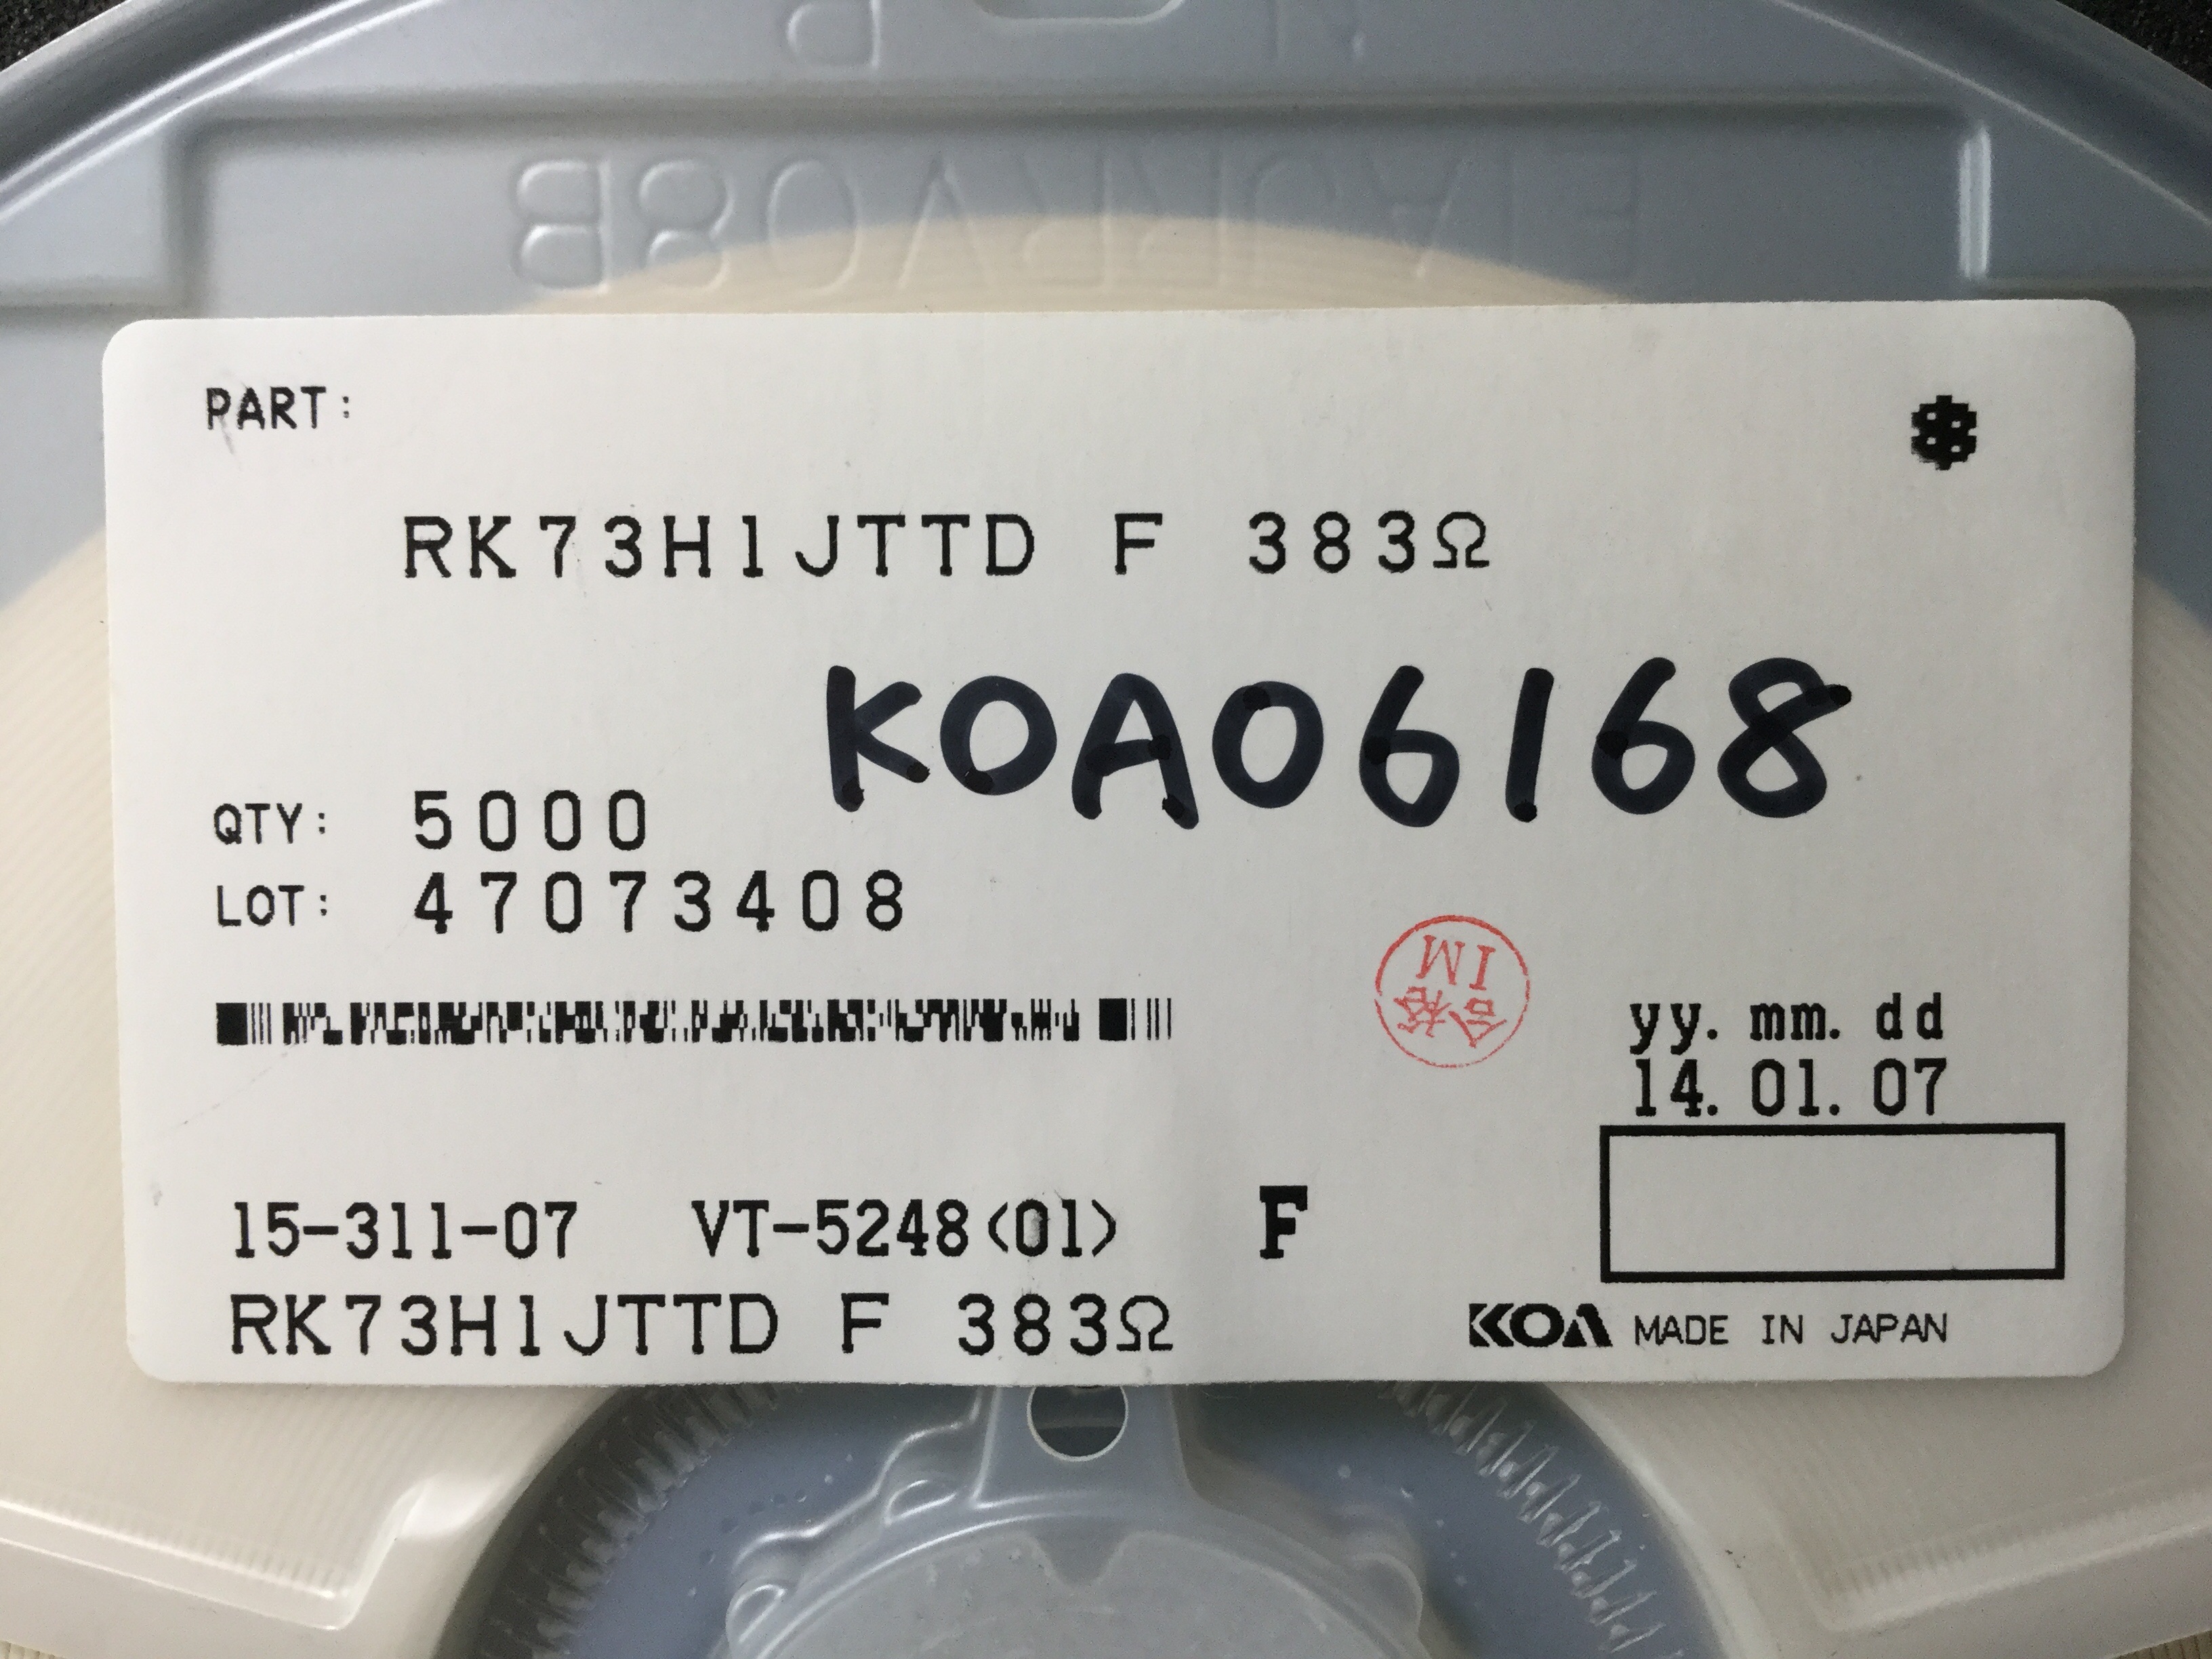 PART:
*
RK73H1JTTD F 383Ω
KOA06168
QTY: 5000
LOT: 47073408
IM
合格
yy. mm. dd
14. 01. 07
15-311-07 VT-5248(01) F
RK73H1JTTD F 383Ω
KOA MADE IN JAPAN